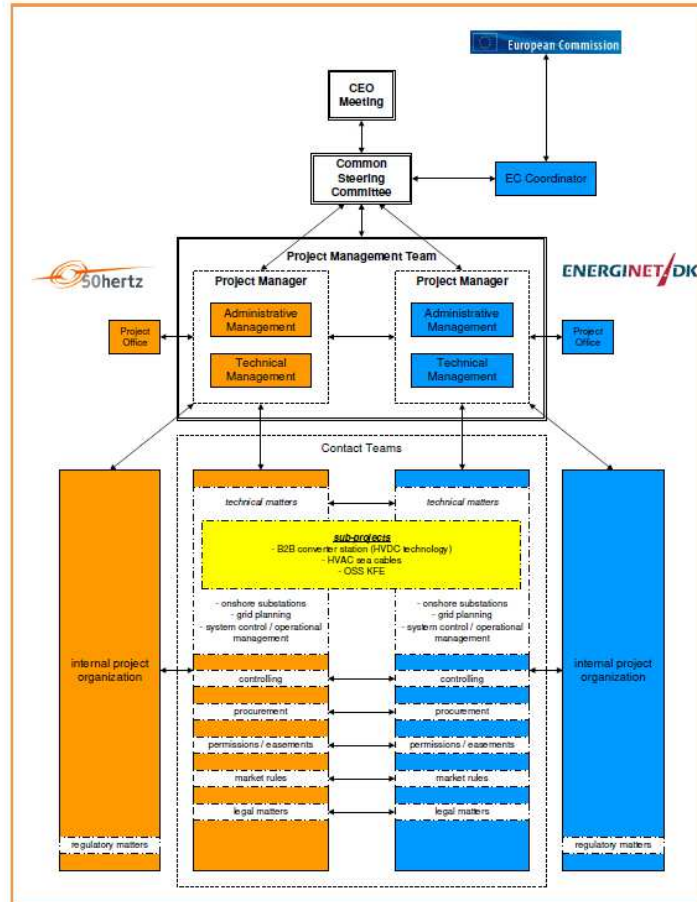 European Commission
CEO
Meeting
Common
Steering
Committee
EC Coordinator
Project Management Team
50hertz
ENERGINET/DK
Project Manager
Project Manager
Administrative
Management
Administrative
Management
Project
Office
Project
Office
Technical
Management
Technical
Management
Contact Teams
technical matters
technical matters
sub-projects
- B2B converter station (HVDC technology)
- HVAC sea cables
- OSS KFE
- onshore substations
- grid planning
- system control / operational
management
- onshore substations
- grid planning
- system control / operational
management
internal project
organization
internal project
organization
controlling
controlling
procurement
procurement
permissions / easements
permissions / easements
market rules
market rules
legal matters
legal matters
regulatory matters
regulatory matters